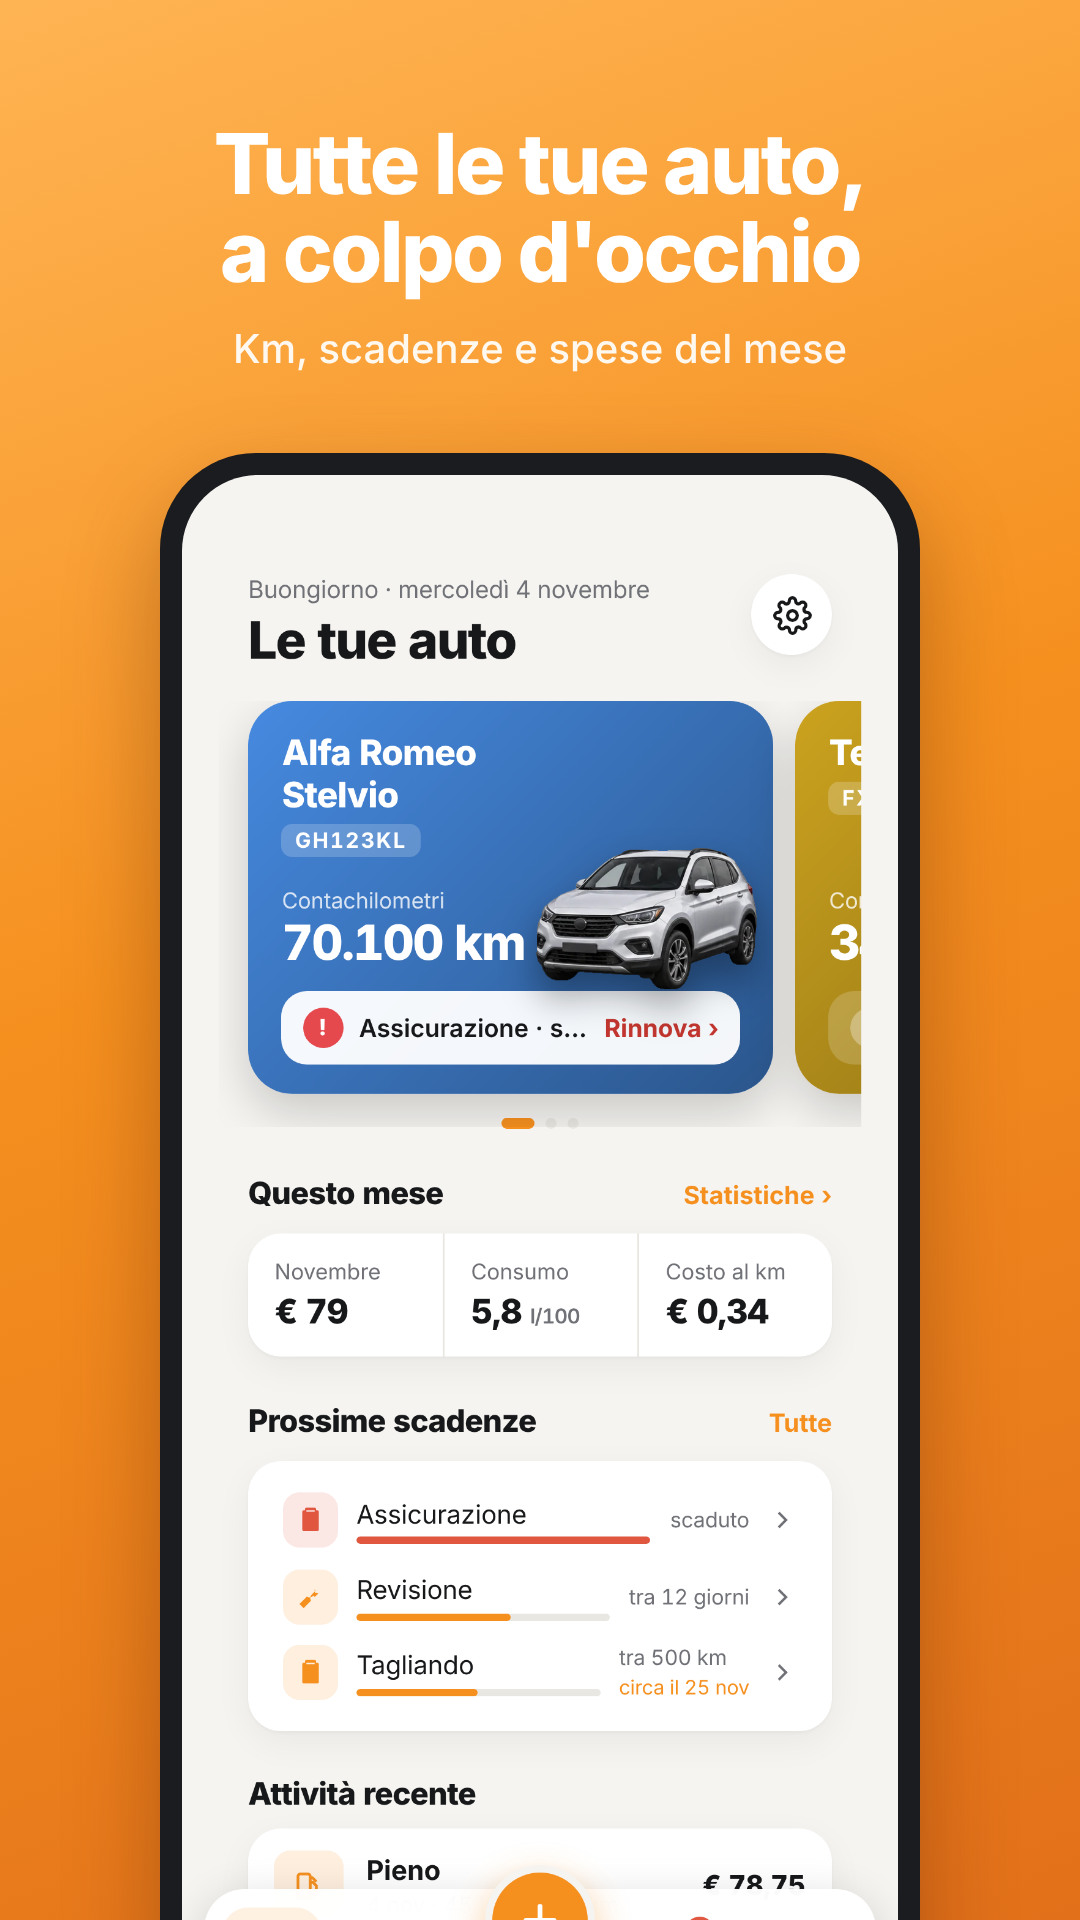 Tutte le tue auto,
a colpo d'occhio
Km, scadenze e spese del mese
Buongiorno · mercoledì 4 novembre
Le tue auto
Alfa Romeo
Stelvio
GH123KL
Contachilometri
70.100 km
! Assicurazione · s... Rinnova ›
Questo mese
Statistiche ›
Novembre
€ 79
Consumo
5,8 l/100
Costo al km
€ 0,34
Prossime scadenze
Tutte
Assicurazione
scaduto
Revisione
tra 12 giorni
Tagliando
tra 500 km
circa il 25 nov
Attività recente
Pieno
€ 78,75